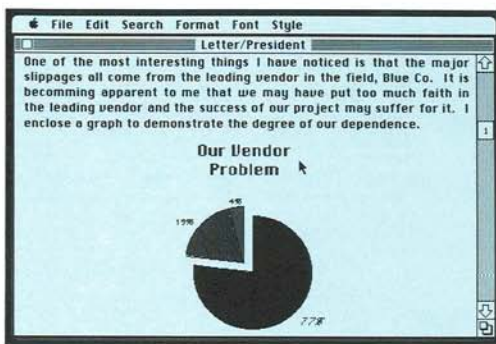 File Edit Search Format Font Style
Letter/President
One of the most interesting things I have noticed is that the major
slippages all come from the leading vendor in the field, Blue Co. It is
becomming apparent to me that we may have put too much faith in
the leading vendor and the success of our project may suffer for it. I
enclose a graph to demonstrate the degree of our dependence.
1
Our Vendor
Problem
4%
19%
77%